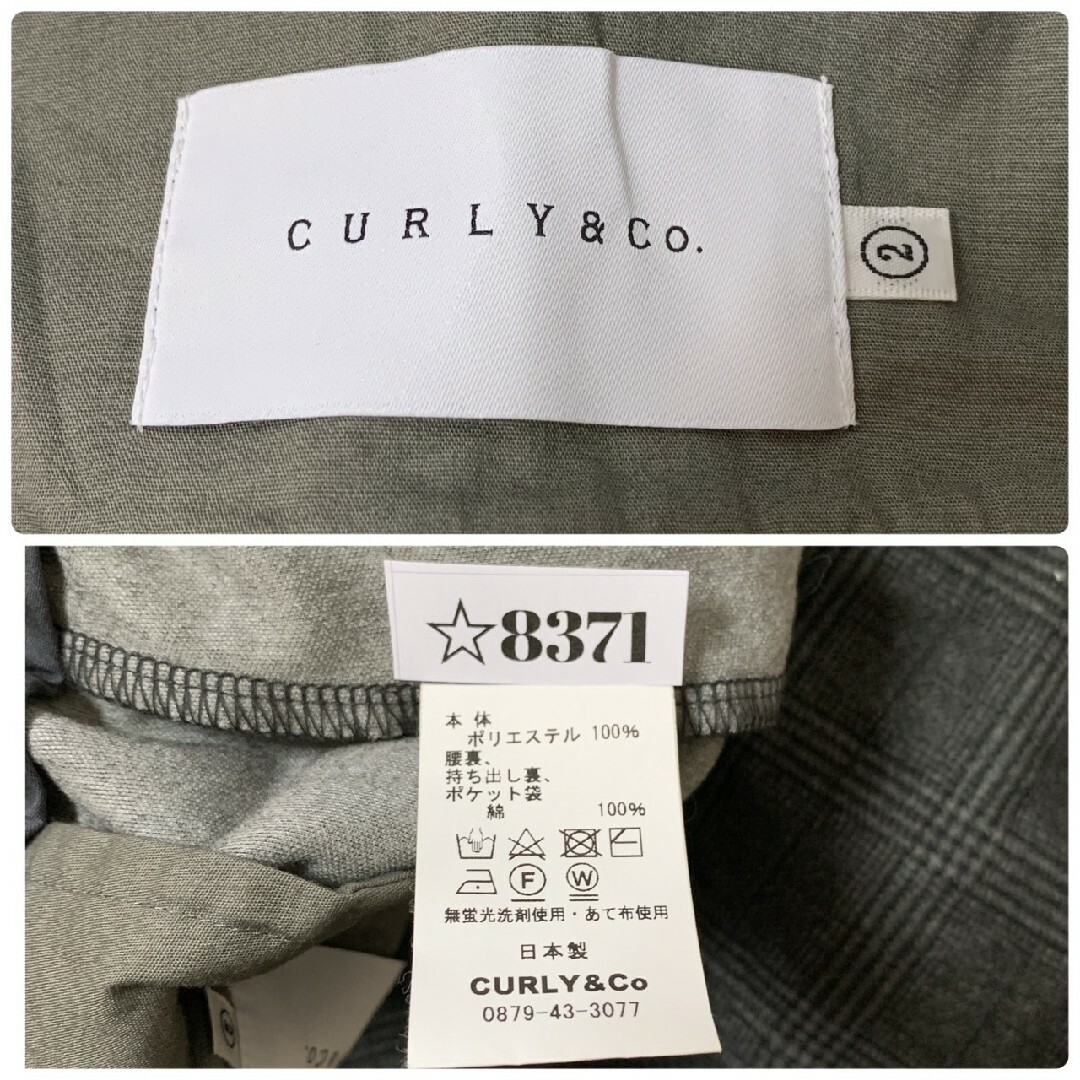 CURLY&Co.
2
☆8371
本体
ポリエステル 100%
腰裏、
持ち出し裏、
ポケット袋
綿 100%
F W
無蛍光洗剤使用・あて布使用
日本製
CURLY&Co
0879-43-3077
2